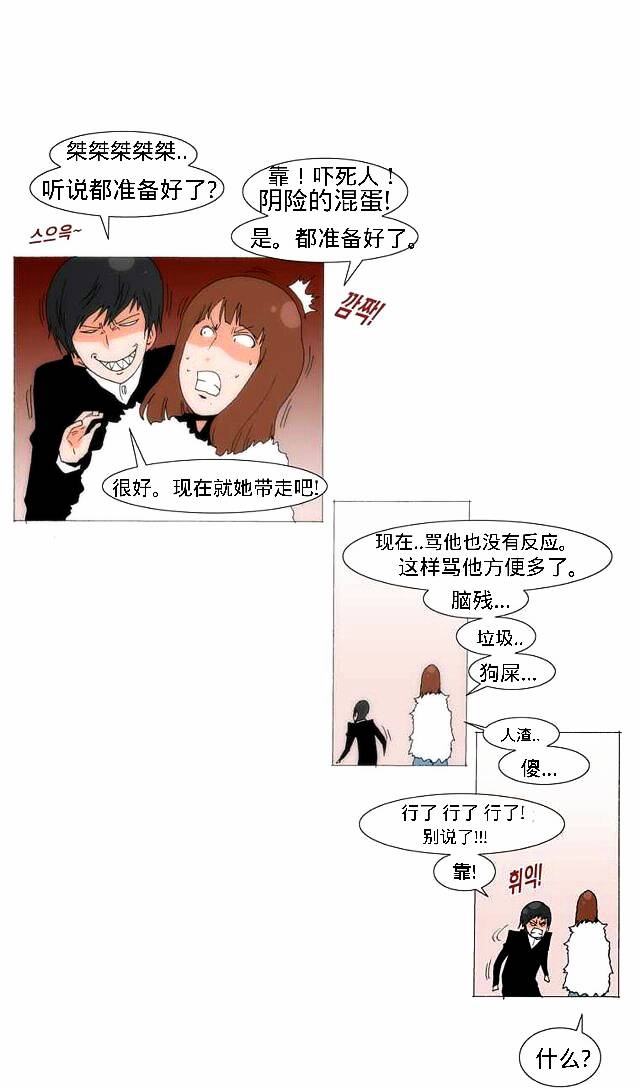 桀桀桀桀桀..
听说都准备好了?
靠！吓死人！
阴险的混蛋!
是。都准备好了。
스으윽~
깜짝!
很好。现在就她带走吧!
现在..骂他也没有反应。
这样骂他方便多了。
脑残...
垃圾..
狗屎...
人渣..
傻...
行了 行了 行了!
别说了!!!
靠!
휘익!
什么?